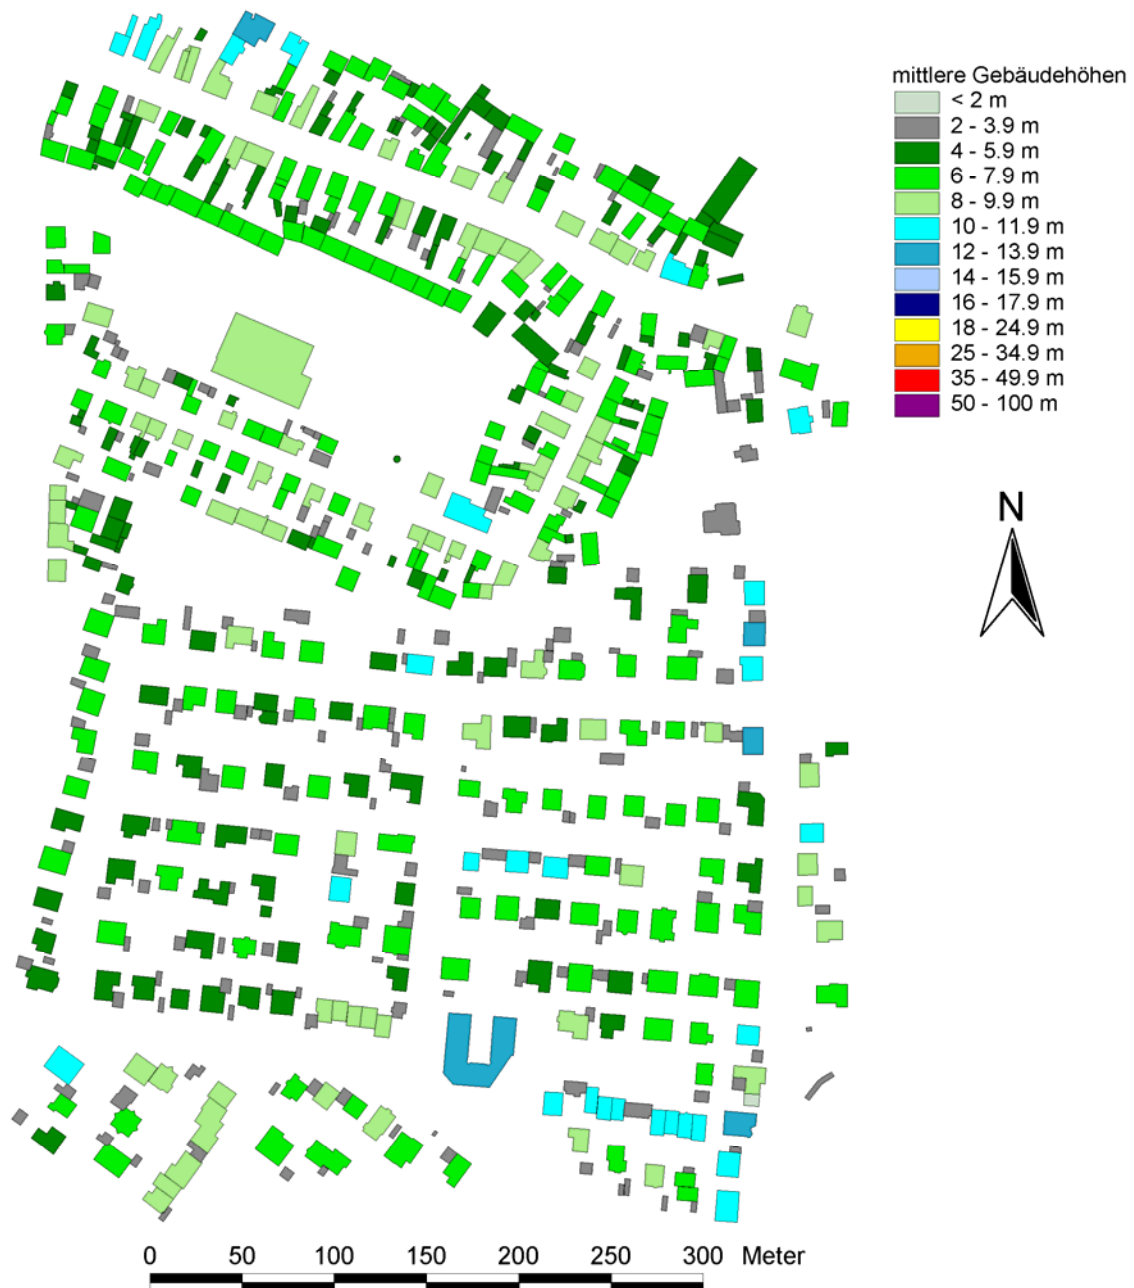 mittlere Gebäudehöhen
< 2 m
2 - 3.9 m
4 - 5.9 m
6 - 7.9 m
8 - 9.9 m
10 - 11.9 m
12 - 13.9 m
14 - 15.9 m
16 - 17.9 m
18 - 24.9 m
25 - 34.9 m
35 - 49.9 m
50 - 100 m
N
0 50 100 150 200 250 300 Meter